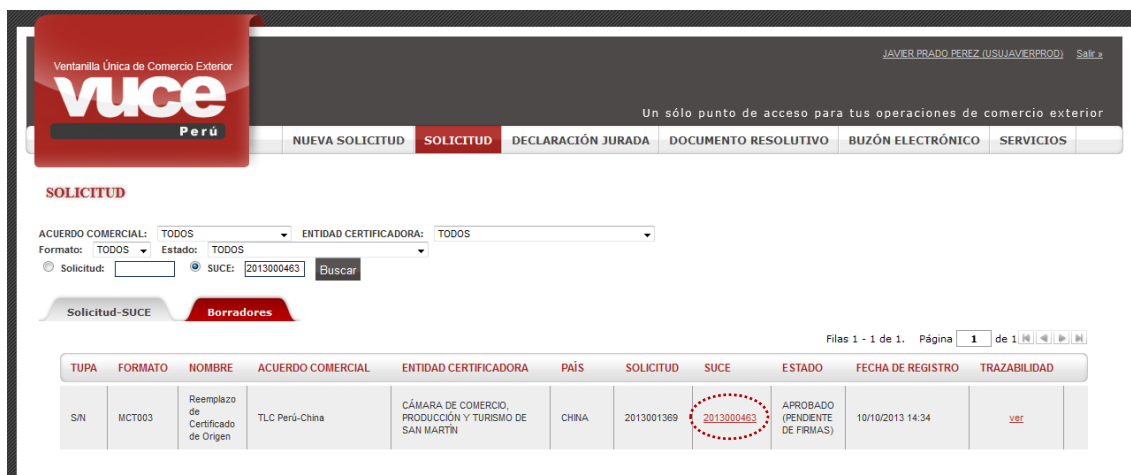 JAVIER PRADO PEREZ (USUJAVIERPROD) Salir »
Ventanilla Única de Comercio Exterior
vuce
Perú
Un sólo punto de acceso para tus operaciones de comercio exterior
NUEVA SOLICITUD SOLICITUD DECLARACIÓN JURADA DOCUMENTO RESOLUTIVO BUZÓN ELECTRÓNICO SERVICIOS
SOLICITUD
ACUERDO COMERCIAL: TODOS ENTIDAD CERTIFICADORA: TODOS
Formato: TODOS Estado: TODOS
Solicitud: SUCE: 2013000463 Buscar
Solicitud-SUCE Borradores
Filas 1 - 1 de 1. Página 1 de 1
TUPA FORMATO NOMBRE ACUERDO COMERCIAL ENTIDAD CERTIFICADORA PAÍS SOLICITUD SUCE ESTADO FECHA DE REGISTRO TRAZABILIDAD
Reemplazo
de
Certificado
de Origen
CÁMARA DE COMERCIO,
PRODUCCIÓN Y TURISMO DE
SAN MARTÍN
APROBADO
(PENDIENTE
DE FIRMAS)
S/N MCT003 TLC Perú-China CHINA 2013001369 2013000463 10/10/2013 14:34 ver